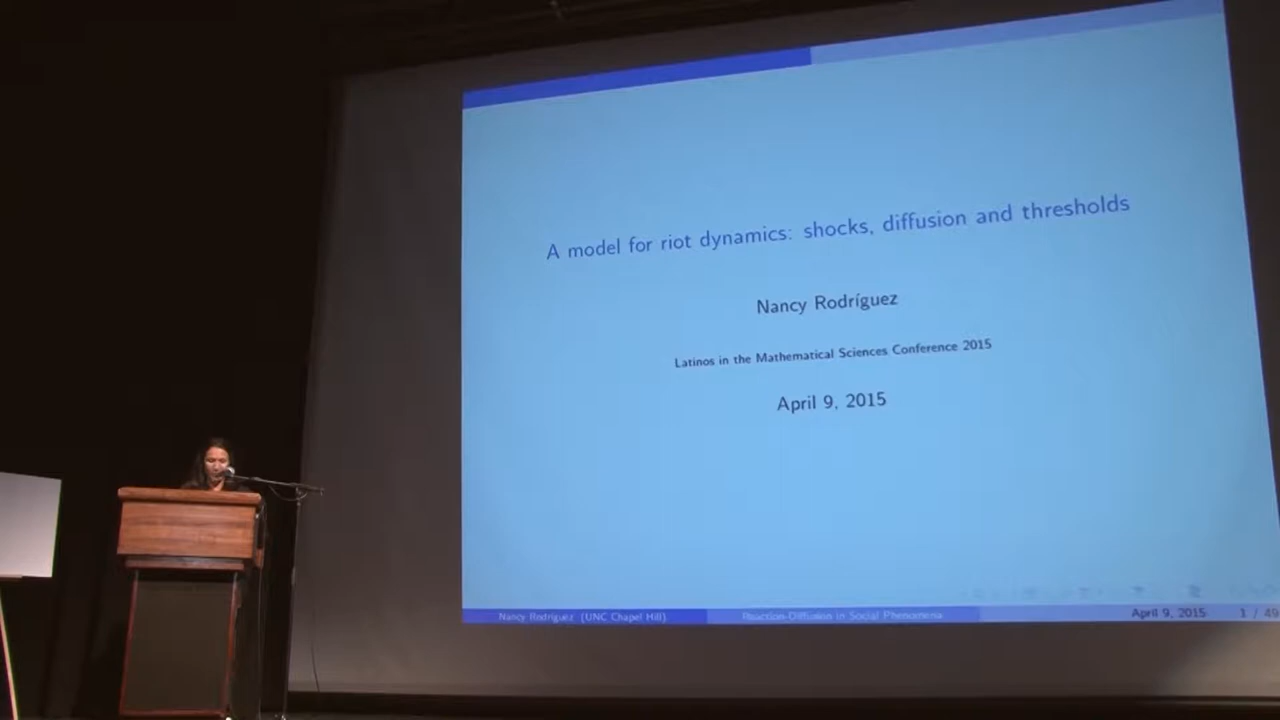 A model for riot dynamics: shocks, diffusion and thresholds
Nancy Rodríguez
Latinos in the Mathematical Sciences Conference 2015
April 9, 2015
Nancy Rodríguez (UNC Chapel Hill) Reaction-Diffusion in Social Phenomena April 9, 2015 1 / 49